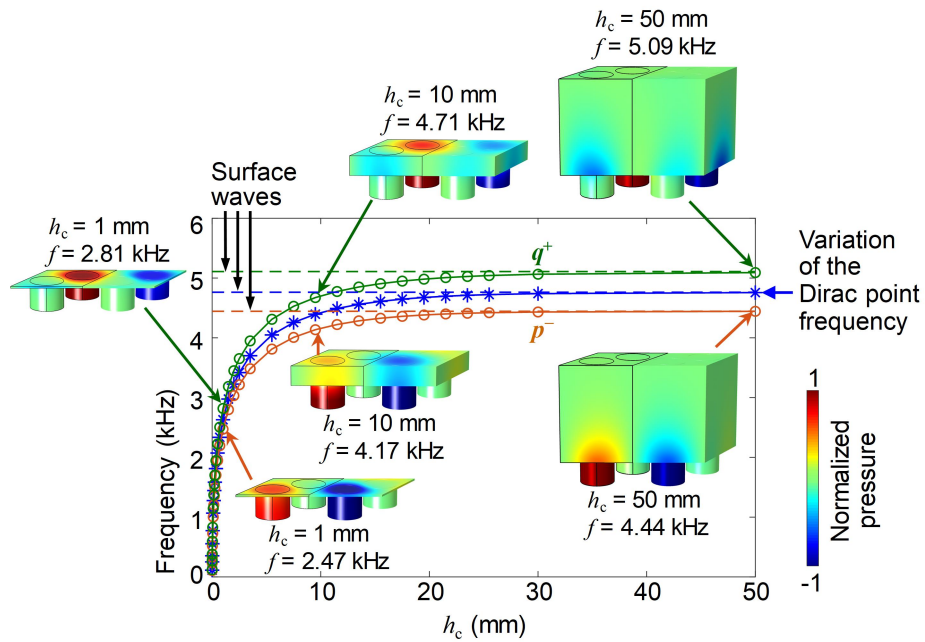 h_c = 50 mm
f = 5.09 kHz
h_c = 10 mm
f = 4.71 kHz
Surface
waves
h_c = 1 mm
f = 2.81 kHz
q⁺
Variation
of the
Dirac point
frequency
p⁻
h_c = 10 mm
f = 4.17 kHz
h_c = 1 mm
f = 2.47 kHz
h_c = 50 mm
f = 4.44 kHz
Frequency (kHz)
6
5
4
3
2
1
0
0
10
20
30
40
50
h_c (mm)
1
Normalized
pressure
-1